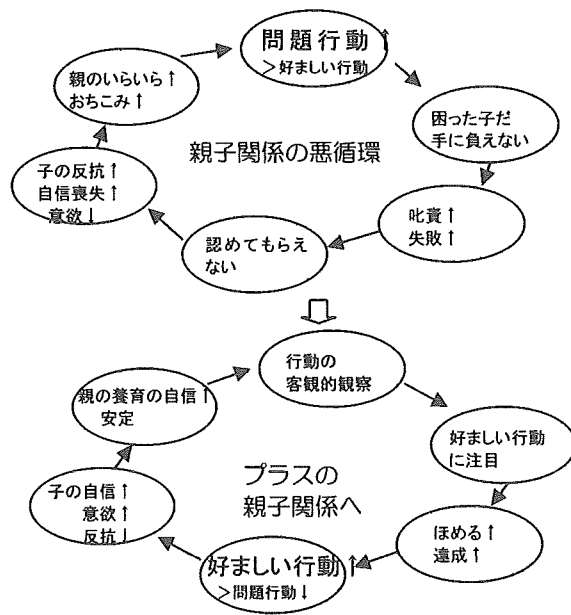 問題行動↑
＞好ましい行動
困った子だ
手に負えない
叱責↑
失敗↑
認めてもらえ
ない
子の反抗↑
自信喪失↑
意欲↓
親のいらいら↑
おちこみ↑
親子関係の悪循環
行動の
客観的観察
好ましい行動
に注目
ほめる↑
達成↑
好ましい行動↑
＞問題行動↓
子の自信↑
意欲↑
反抗↓
親の養育の自信↑
安定
プラスの
親子関係へ